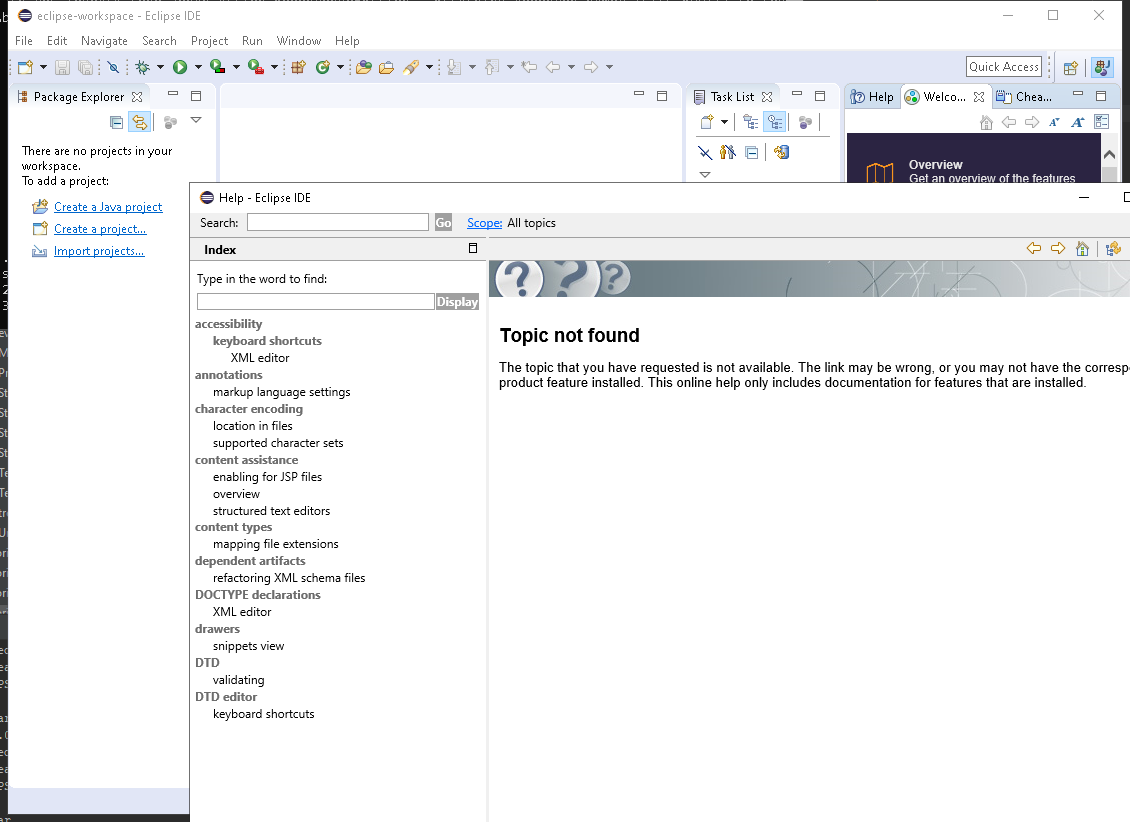 eclipse-workspace - Eclipse IDE
File Edit Navigate Search Project Run Window Help
Quick Access
Package Explorer
Task List
Help
Welco...
Chea...
There are no projects in your
workspace.
To add a project:
Create a Java project
Create a project...
Import projects...
Overview
Get an overview of the features
Help - Eclipse IDE
Search:
Go
Scope: All topics
Index
Type in the word to find:
Display
accessibility
keyboard shortcuts
XML editor
annotations
markup language settings
character encoding
location in files
supported character sets
content assistance
enabling for JSP files
overview
structured text editors
content types
mapping file extensions
dependent artifacts
refactoring XML schema files
DOCTYPE declarations
XML editor
drawers
snippets view
DTD
validating
DTD editor
keyboard shortcuts
Topic not found
The topic that you have requested is not available. The link may be wrong, or you may not have the corresp
product feature installed. This online help only includes documentation for features that are installed.